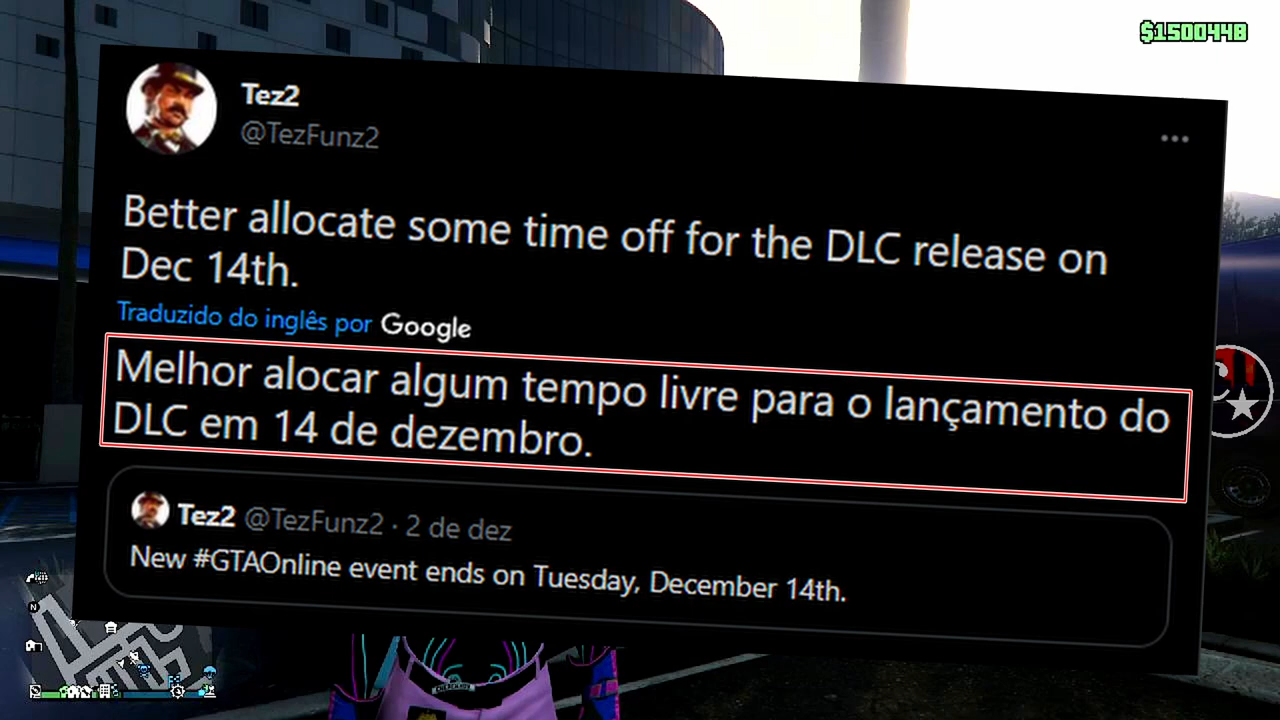 $1500448
Tez2
@TezFunz2
Better allocate some time off for the DLC release on
Dec 14th.
Traduzido do inglês por Google
Melhor alocar algum tempo livre para o lançamento do
DLC em 14 de dezembro.
Tez2 @TezFunz2 · 2 de dez
New #GTAOnline event ends on Tuesday, December 14th.
N